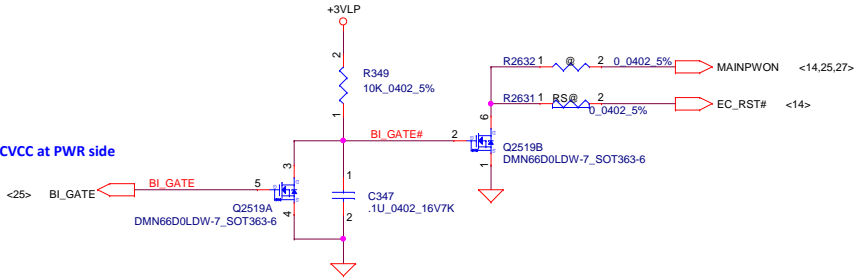 +3VLP
R2632 1 @ 2 0_0402_5% MAINPWON <14,25,27>
2
R349
10K_0402_5%
1
R2631 1 RS@ 2 0_0402_5% EC_RST# <14>
6
BI_GATE# 2
Q2519B
DMN66D0LDW-7_SOT363-6
1
CVCC at PWR side
3
<25> BI_GATE BI_GATE 5
Q2519A
DMN66D0LDW-7_SOT363-6
4
1
C347
.1U_0402_16V7K
2